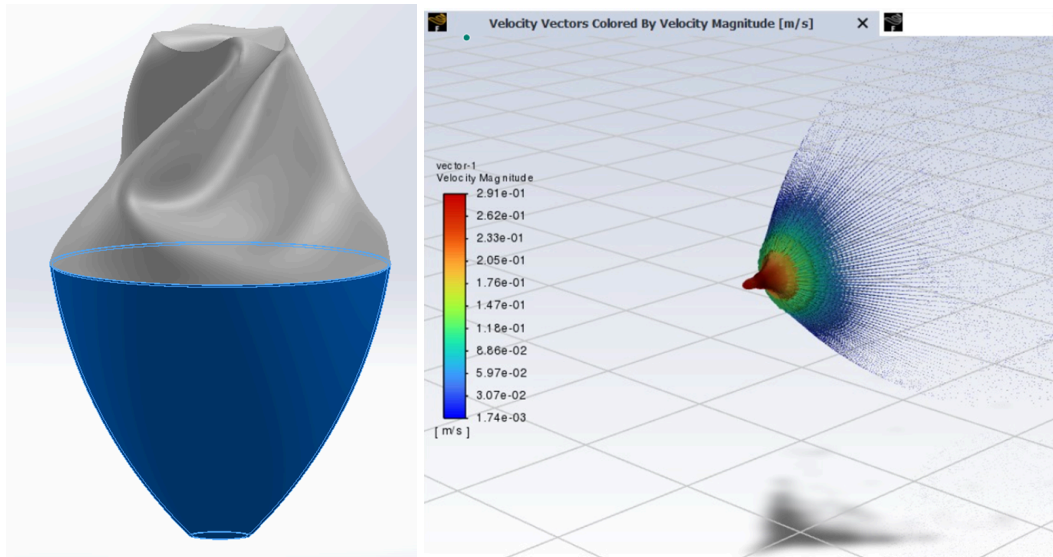 Velocity Vectors Colored By Velocity Magnitude [m/s]
vector-1
Velocity Magnitude
2.91e-01
2.62e-01
2.33e-01
2.05e-01
1.76e-01
1.47e-01
1.18e-01
8.86e-02
5.97e-02
3.07e-02
1.74e-03
[ m/s ]